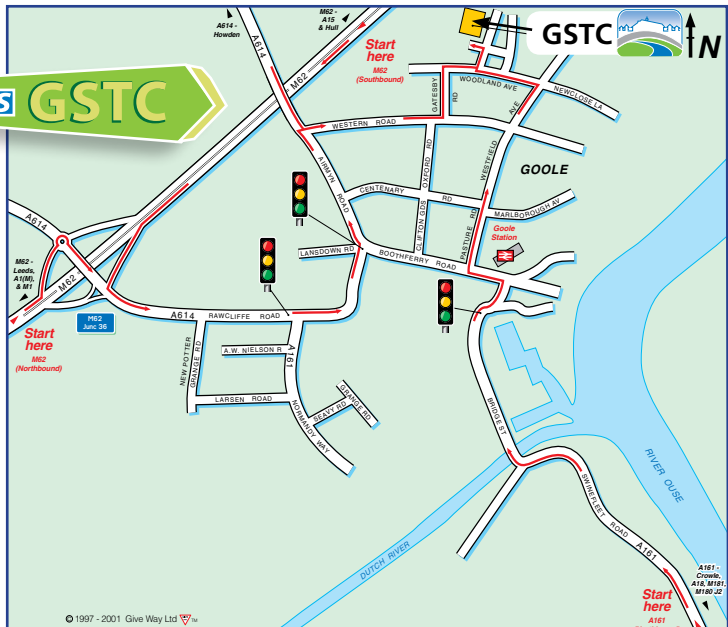 A614 -
Howden
M62 -
A15
& Hull
Start
here
M62
(Southbound)
GSTC
N
S
GSTC
A614
M62
GATESBY
RD
WOODLAND AVE
NEWCLOSE LA
WESTERN ROAD
AVE
WESTFIELD
GOOLE
AIRMYN ROAD
OXFORD RD
CENTENARY RD
CLIFTON GDS
PASTURE RD
MARLBOROUGH AV
Goole
Station
LANSDOWN RD
BOOTHFERRY ROAD
A614
M62 -
Leeds,
A1(M),
& M1
M62
Start
here
M62
(Northbound)
M62
Junc 36
A614 RAWCLIFFE ROAD
NEW POTTER
GRANGE RD
A.W. NIELSON R
A161
LARSEN ROAD
NORMANDY WAY
SEAVY RD
GRANGE RD
BRIDGE ST
RIVER OUSE
SWINEFLEET ROAD A161
DUTCH RIVER
A161 -
Crowle,
A18, M181,
M180 J2
Start
here
A161
© 1997 - 2001 Give Way Ltd TM